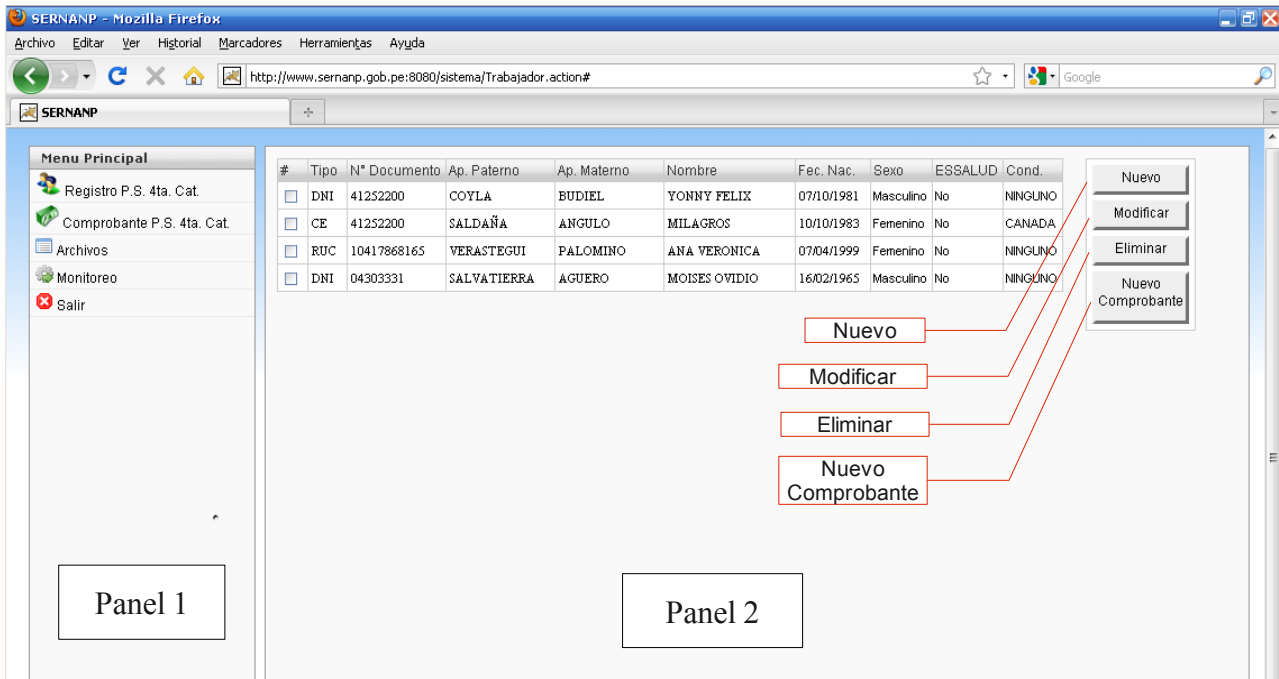 SERNANP - Mozilla Firefox
Archivo Editar Ver Historial Marcadores Herramientas Ayuda
http://www.sernanp.gob.pe:8080/sistema/Trabajador.action#
Google
SERNANP
Menu Principal
Registro P.S. 4ta. Cat.
Comprobante P.S. 4ta. Cat.
Archivos
Monitoreo
Salir
# Tipo N° Documento Ap. Paterno Ap. Materno Nombre Fec. Nac. Sexo ESSALUD Cond.
DNI 41252200 COYLA BUDIEL YONNY FELIX 07/10/1981 Masculino No NINGUNO
CE 41252200 SALDAÑA ANGULO MILAGROS 10/10/1983 Femenino No CANADA
RUC 10417868165 VERASTEGUI PALOMINO ANA VERONICA 07/04/1999 Femenino No NINGUNO
DNI 04303331 SALVATIERRA AGUERO MOISES OVIDIO 16/02/1965 Masculino No NINGUNO
Nuevo
Modificar
Eliminar
Nuevo
Comprobante
Nuevo
Modificar
Eliminar
Nuevo
Comprobante
Panel 1
Panel 2